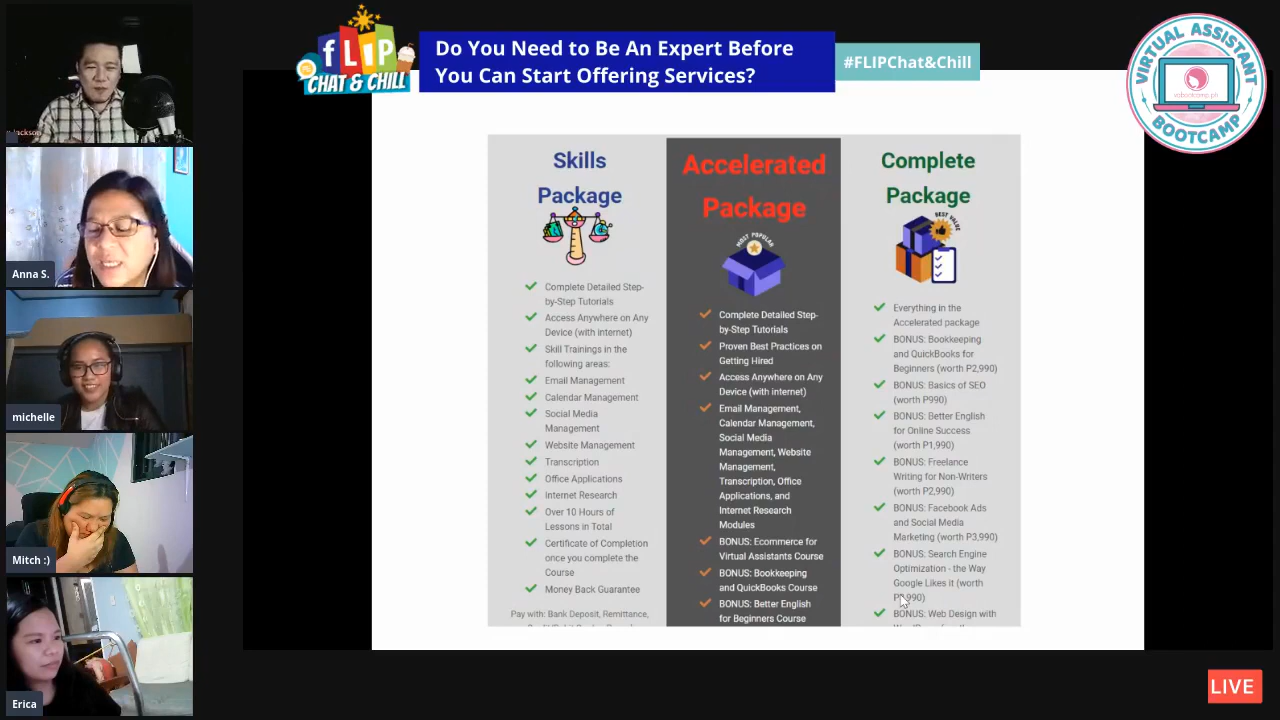 FLIP
CHAT & CHILL
Do You Need to Be An Expert Before
You Can Start Offering Services?
#FLIPChat&Chill
VIRTUAL ASSISTANT
vabootcamp.ph
BOOTCAMP
Jackson
Anna S.
michelle
Mitch :)
Erica
Skills
Package
Complete Detailed Step-
by-Step Tutorials
Access Anywhere on Any
Device (with internet)
Skill Trainings in the
following areas:
Email Management
Calendar Management
Social Media
Management
Website Management
Transcription
Office Applications
Internet Research
Over 10 Hours of
Lessons in Total
Certificate of Completion
once you complete the
Course
Money Back Guarantee
Pay with: Bank Deposit, Remittance,
Accelerated
Package
MOST POPULAR
Complete Detailed Step-
by-Step Tutorials
Proven Best Practices on
Getting Hired
Access Anywhere on Any
Device (with internet)
Email Management,
Calendar Management,
Social Media
Management, Website
Management,
Transcription, Office
Applications, and
Internet Research
Modules
BONUS: Ecommerce for
Virtual Assistants Course
BONUS: Bookkeeping
and QuickBooks Course
BONUS: Better English
for Beginners Course
Complete
Package
BEST VALUE
Everything in the
Accelerated package
BONUS: Bookkeeping
and QuickBooks for
Beginners (worth P2,990)
BONUS: Basics of SEO
(worth P990)
BONUS: Better English
for Online Success
(worth P1,990)
BONUS: Freelance
Writing for Non-Writers
(worth P2,990)
BONUS: Facebook Ads
and Social Media
Marketing (worth P3,990)
BONUS: Search Engine
Optimization - the Way
Google Likes it (worth
BONUS: Web Design with
LIVE